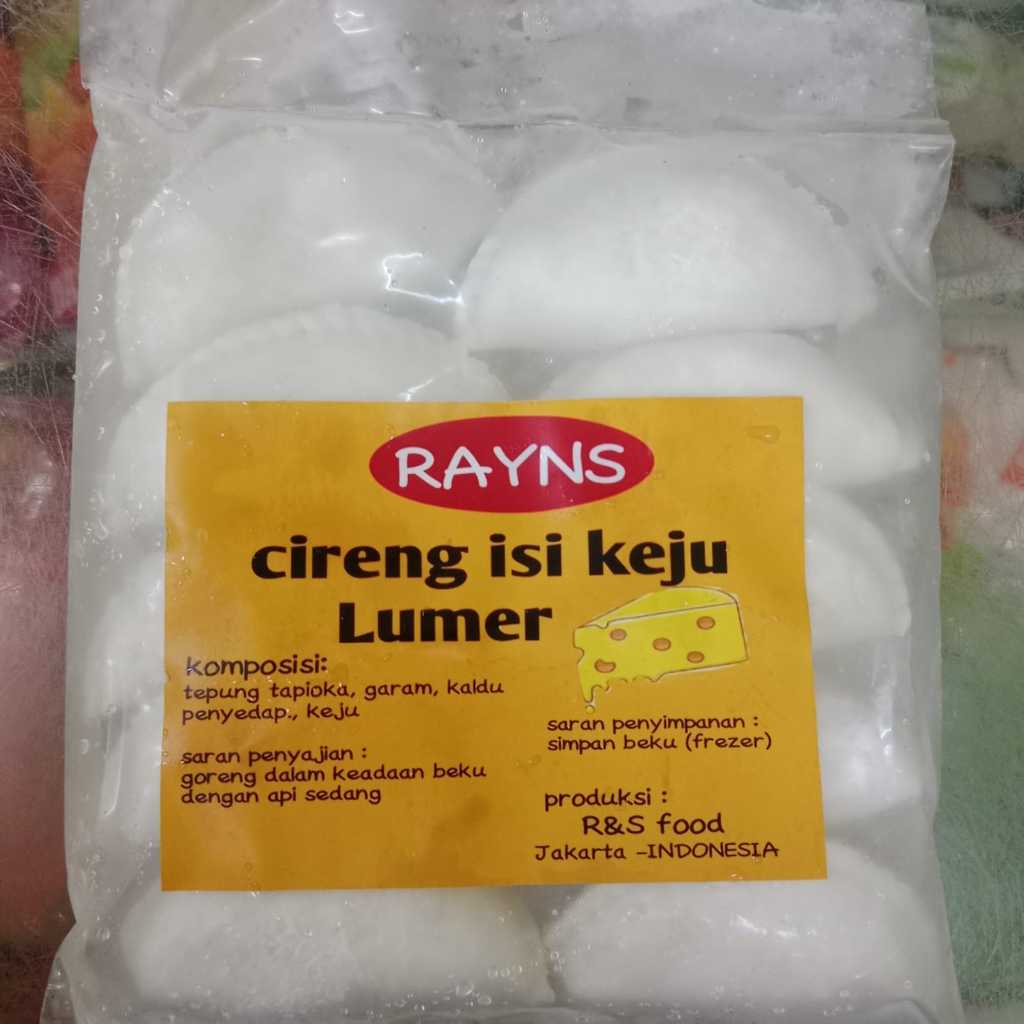 RAYNS
cireng isi keju
Lumer
komposisi:
tepung tapioka, garam, kaldu
penyedap., keju
saran penyajian :
goreng dalam keadaan beku
dengan api sedang
saran penyimpanan :
simpan beku (frezer)
produksi :
R&S food
Jakarta -INDONESIA